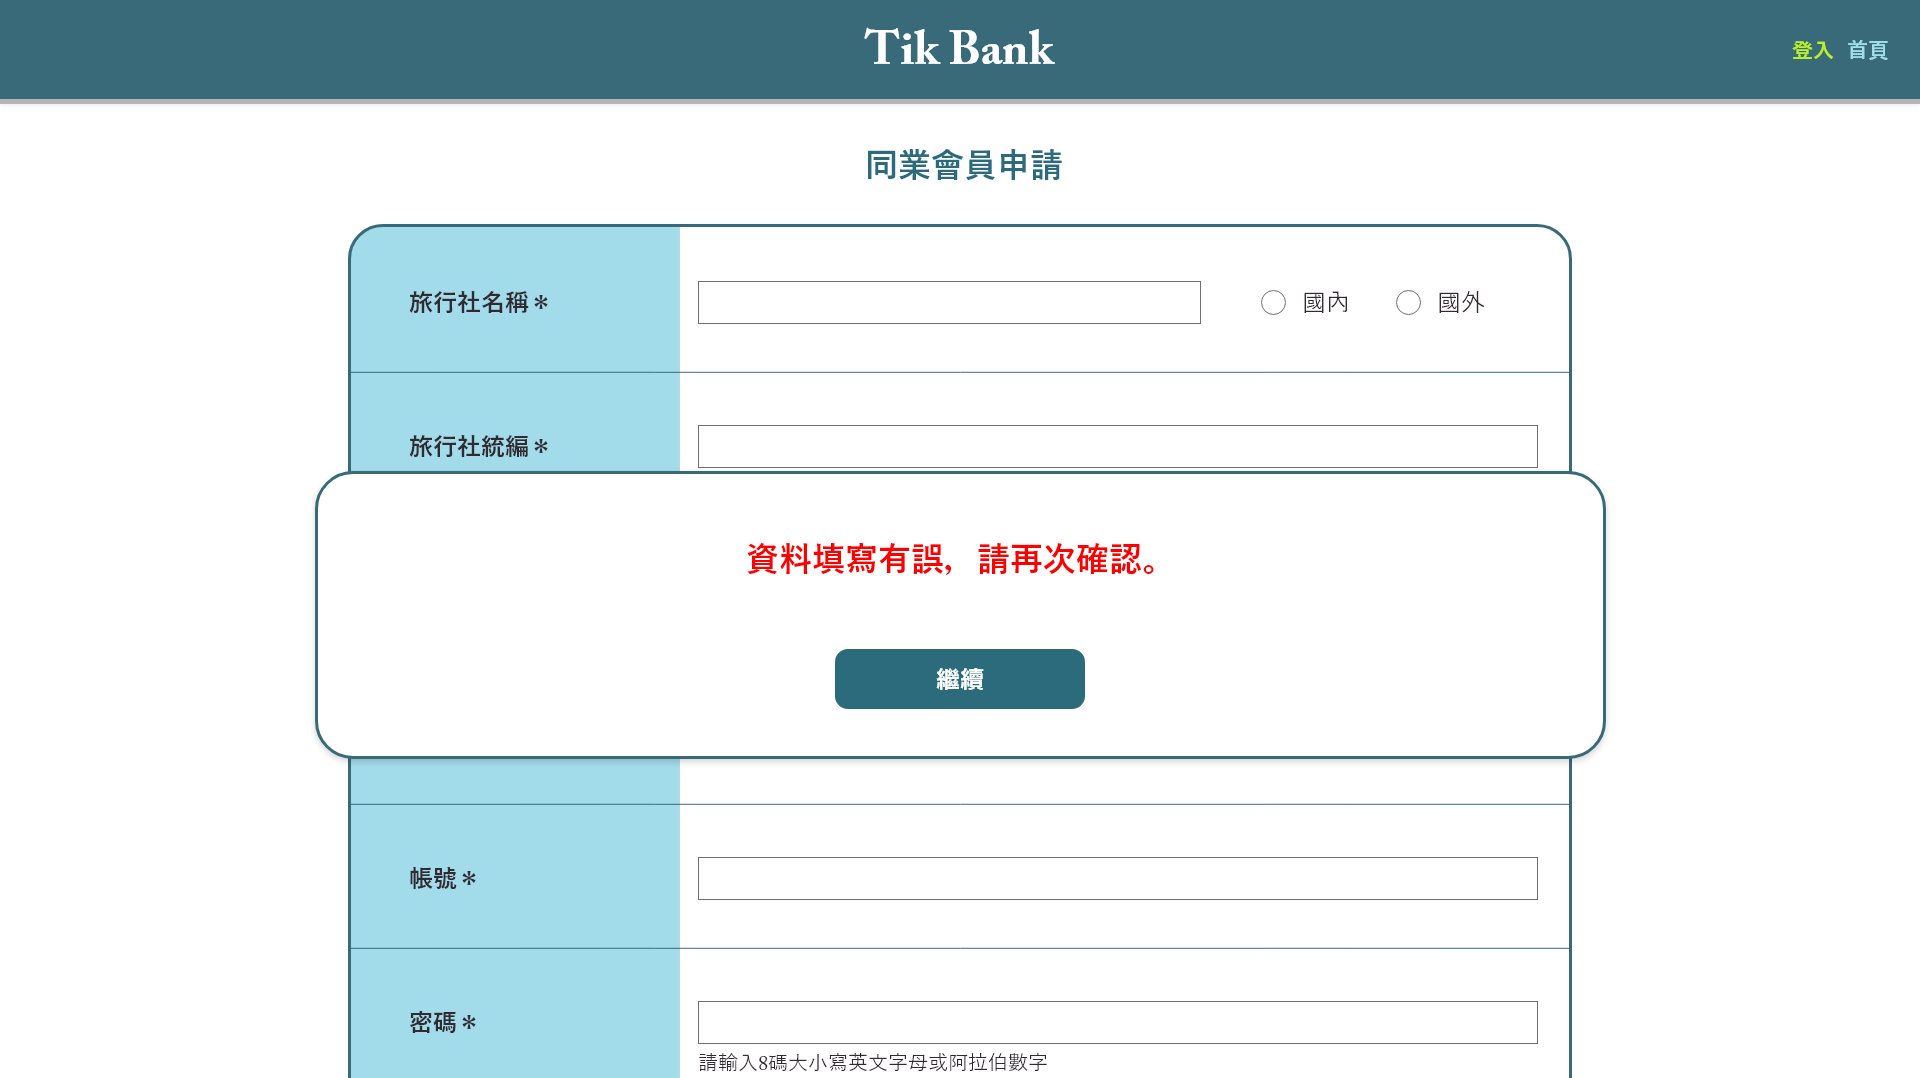 Tik Bank
登入 首頁
同業會員申請
旅行社名稱＊
國內 國外
旅行社統編＊
資料填寫有誤，請再次確認。
繼續
帳號＊
密碼＊
請輸入8碼大小寫英文字母或阿拉伯數字